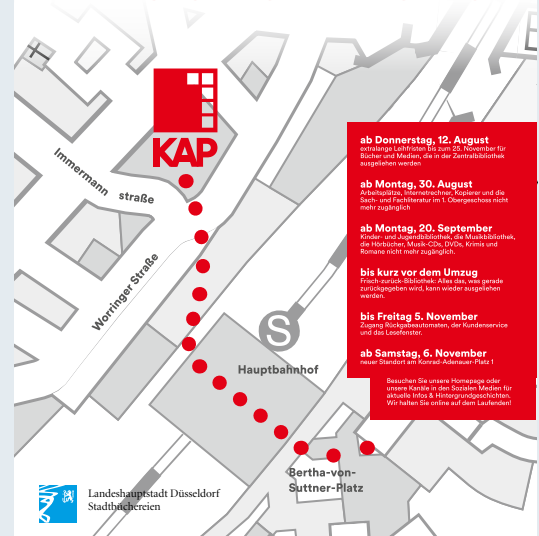 KAP
Immermann straße
Worringer Straße
S
Hauptbahnhof
Bertha-von-
Suttner-Platz
ab Donnerstag, 12. August
extralange Leihfristen bis zum 25. November für
Bücher und Medien, die in der Zentralbibliothek
ausgeliehen werden
ab Montag, 30. August
Arbeitsplätze, Internetrechner, Kopierer und die
Sach- und Fachliteratur im 1. Obergeschoss nicht
mehr zugänglich
ab Montag, 20. September
Kinder- und Jugendbibliothek, die Musikbibliothek,
die Hörbücher, Musik-CDs, DVDs, Krimis und
Romane nicht mehr zugänglich.
bis kurz vor dem Umzug
Frisch-zurück-Bibliothek: Alles das, was gerade
zurückgegeben wird, kann wieder ausgeliehen
werden.
bis Freitag 5. November
Zugang Rückgabeautomaten, der Kundenservice
und das Lesefenster.
ab Samstag, 6. November
neuer Standort am Konrad-Adenauer-Platz 1
Besuchen Sie unsere Homepage oder
unsere Kanäle in den Sozialen Medien für
aktuelle Infos & Hintergrundgeschichten.
Wir halten Sie online auf dem Laufenden!
Landeshauptstadt Düsseldorf
Stadtbüchereien